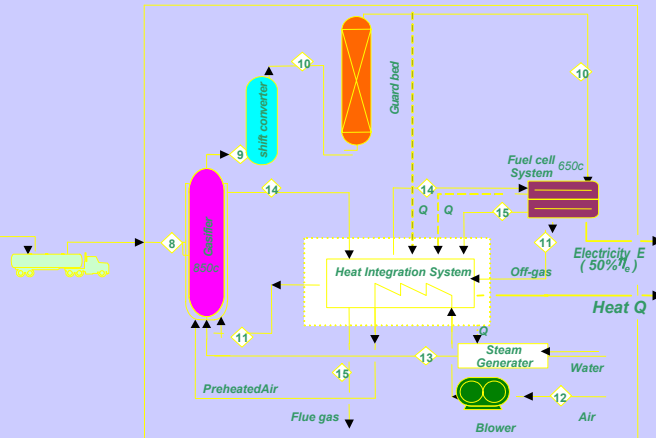 10
10
shift converter
Guard bed
9
Fuel cell
System
650c
14
14
15
Q
Q
8
11
Electricity E
( 50%ηe)
Heat Integration System
Off-gas
Heat Q
11
Q
13
Steam
Generator
Water
15
PreheatedAir
12
Flue gas
Air
Blower